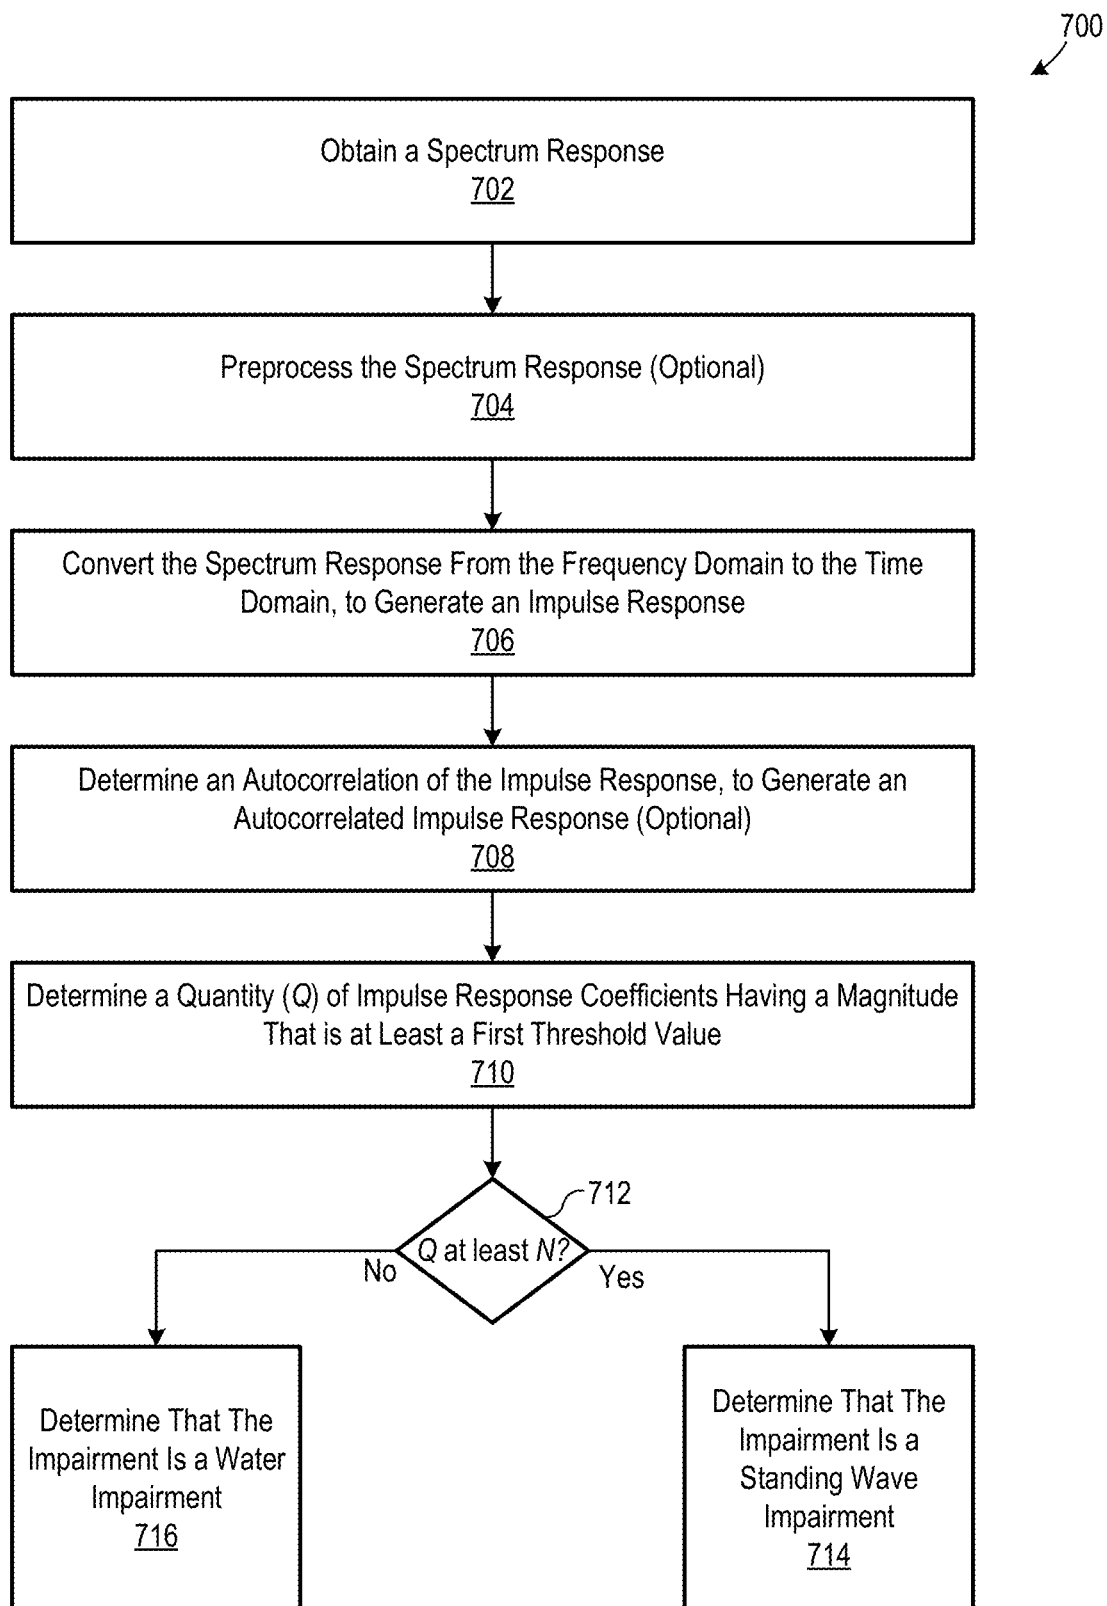 700
Obtain a Spectrum Response
702
Preprocess the Spectrum Response (Optional)
704
Convert the Spectrum Response From the Frequency Domain to the Time
Domain, to Generate an Impulse Response
706
Determine an Autocorrelation of the Impulse Response, to Generate an
Autocorrelated Impulse Response (Optional)
708
Determine a Quantity (Q) of Impulse Response Coefficients Having a Magnitude
That is at Least a First Threshold Value
710
712
Q at least N?
No
Yes
Determine That The
Impairment Is a Water
Impairment
716
Determine That The
Impairment Is a
Standing Wave
Impairment
714